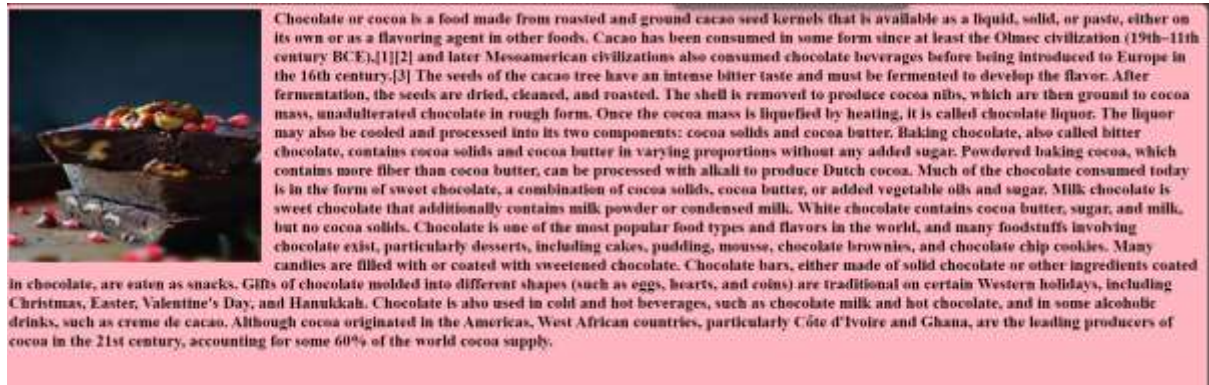 Chocolate or cocoa is a food made from roasted and ground cacao seed kernels that is available as a liquid, solid, or paste, either on
its own or as a flavoring agent in other foods. Cacao has been consumed in some form since at least the Olmec civilization (19th–11th
century BCE),[1][2] and later Mesoamerican civilizations also consumed chocolate beverages before being introduced to Europe in
the 16th century.[3] The seeds of the cacao tree have an intense bitter taste and must be fermented to develop the flavor. After
fermentation, the seeds are dried, cleaned, and roasted. The shell is removed to produce cocoa nibs, which are then ground to cocoa
mass, unadulterated chocolate in rough form. Once the cocoa mass is liquefied by heating, it is called chocolate liquor. The liquor
may also be cooled and processed into its two components: cocoa solids and cocoa butter. Baking chocolate, also called bitter
chocolate, contains cocoa solids and cocoa butter in varying proportions without any added sugar. Powdered baking cocoa, which
contains more fiber than cocoa butter, can be processed with alkali to produce Dutch cocoa. Much of the chocolate consumed today
is in the form of sweet chocolate, a combination of cocoa solids, cocoa butter, or added vegetable oils and sugar. Milk chocolate is
sweet chocolate that additionally contains milk powder or condensed milk. White chocolate contains cocoa butter, sugar, and milk,
but no cocoa solids. Chocolate is one of the most popular food types and flavors in the world, and many foodstuffs involving
chocolate exist, particularly desserts, including cakes, pudding, mousse, chocolate brownies, and chocolate chip cookies. Many
candies are filled with or coated with sweetened chocolate. Chocolate bars, either made of solid chocolate or other ingredients coated
in chocolate, are eaten as snacks. Gifts of chocolate molded into different shapes (such as eggs, hearts, and coins) are traditional on certain Western holidays, including
Christmas, Easter, Valentine's Day, and Hanukkah. Chocolate is also used in cold and hot beverages, such as chocolate milk and hot chocolate, and in some alcoholic
drinks, such as creme de cacao. Although cocoa originated in the Americas, West African countries, particularly Côte d'Ivoire and Ghana, are the leading producers of
cocoa in the 21st century, accounting for some 60% of the world cocoa supply.